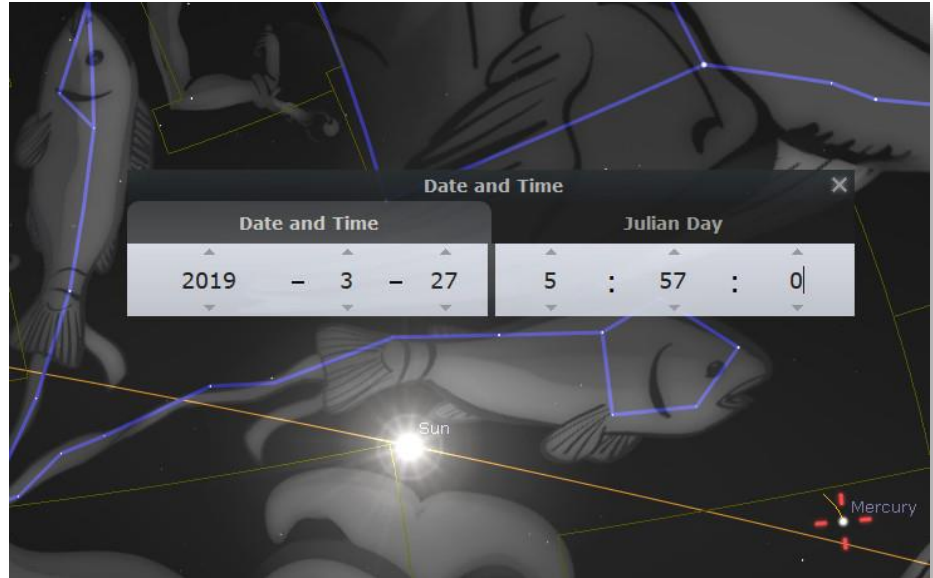 Date and Time
Date and Time Julian Day
2019 – 3 – 27 5 : 57 : 0
Sun
Mercury